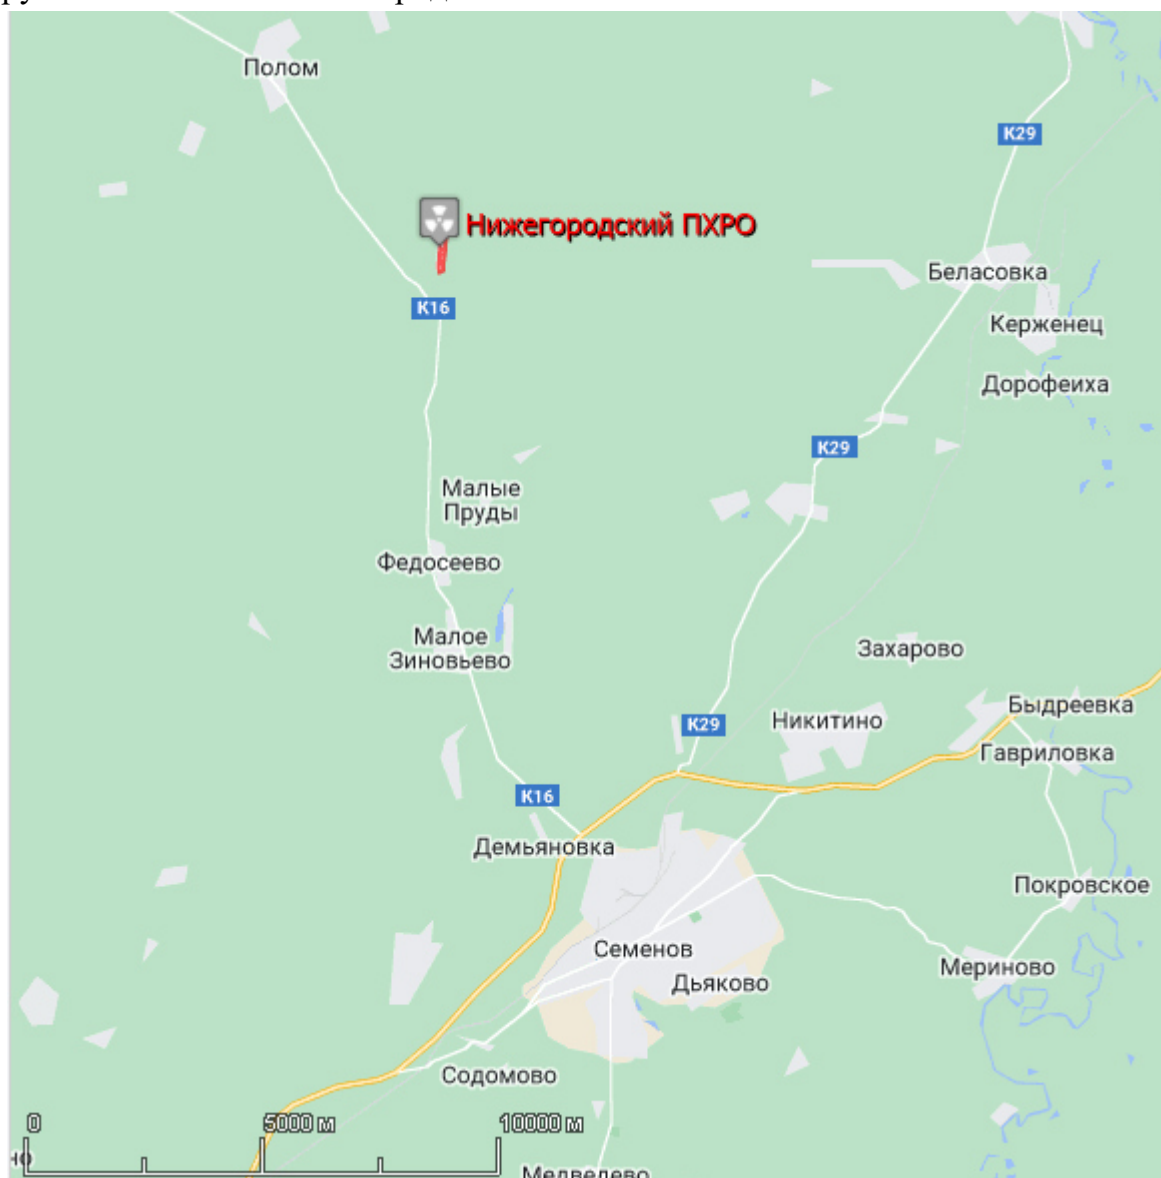 Полом
К29
Нижегородский ПХРО
Беласовка
К16
Керженец
Дорофеиха
К29
Малые
Пруды
Федосеево
Малое
Зиновьево
Захарово
Быдреевка
Никитино
К29
Гавриловка
К16
Демьяновка
Покровское
Семенов
Мериново
Дьяково
Содомово
0
5000 м
10000 м
Медведево